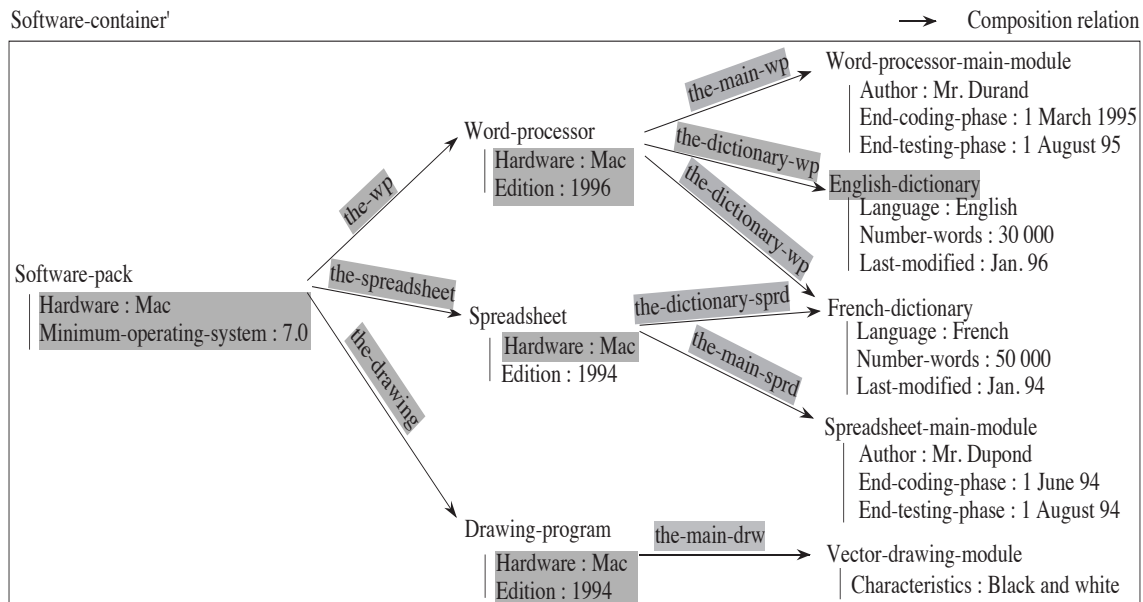 Software-container'
Composition relation
Software-pack
Hardware : Mac
Minimum-operating-system : 7.0
the-wp
the-spreadsheet
the-drawing
Word-processor
Hardware : Mac
Edition : 1996
Spreadsheet
Hardware : Mac
Edition : 1994
Drawing-program
Hardware : Mac
Edition : 1994
the-main-wp
the-dictionary-wp
the-dictionary-wp
the-dictionary-sprd
the-main-sprd
the-main-drw
Word-processor-main-module
Author : Mr. Durand
End-coding-phase : 1 March 1995
End-testing-phase : 1 August 95
English-dictionary
Language : English
Number-words : 30 000
Last-modified : Jan. 96
French-dictionary
Language : French
Number-words : 50 000
Last-modified : Jan. 94
Spreadsheet-main-module
Author : Mr. Dupond
End-coding-phase : 1 June 94
End-testing-phase : 1 August 94
Vector-drawing-module
Characteristics : Black and white